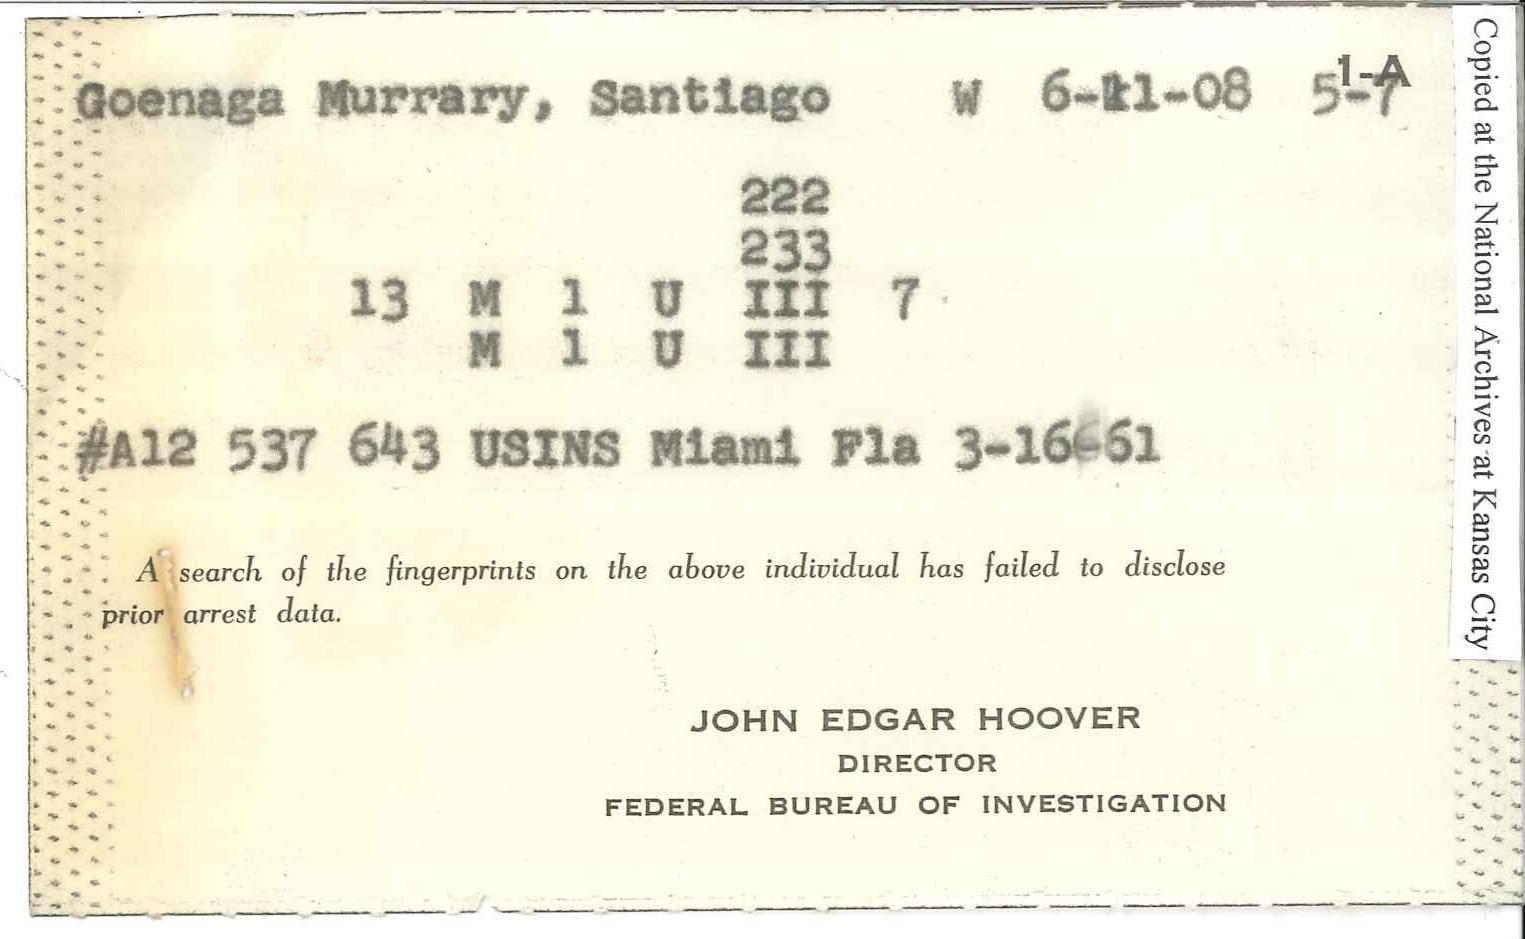 Goenaga Murrary, Santiago W 6-11-08 5-7
1-A
222
233
13 M 1 U III 7
M 1 U III
#A12 537 643 USINS Miami Fla 3-16-61
A search of the fingerprints on the above individual has failed to disclose
prior arrest data.
JOHN EDGAR HOOVER
DIRECTOR
FEDERAL BUREAU OF INVESTIGATION
Copied at the National Archives at Kansas City